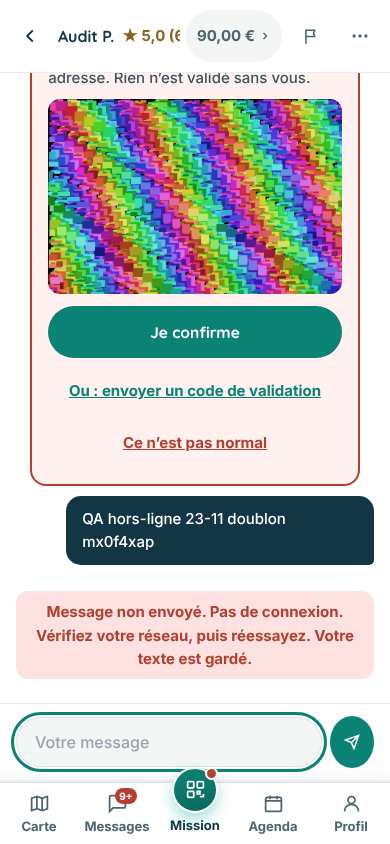 Audit P. ★ 5,0 (6 90,00 € ›
adresse. Rien n’est validé sans vous.
Je confirme
Ou : envoyer un code de validation
Ce n’est pas normal
QA hors-ligne 23-11 doublon
mx0f4xap
Message non envoyé. Pas de connexion.
Vérifiez votre réseau, puis réessayez. Votre
texte est gardé.
Votre message
9+
Carte Messages Mission Agenda Profil